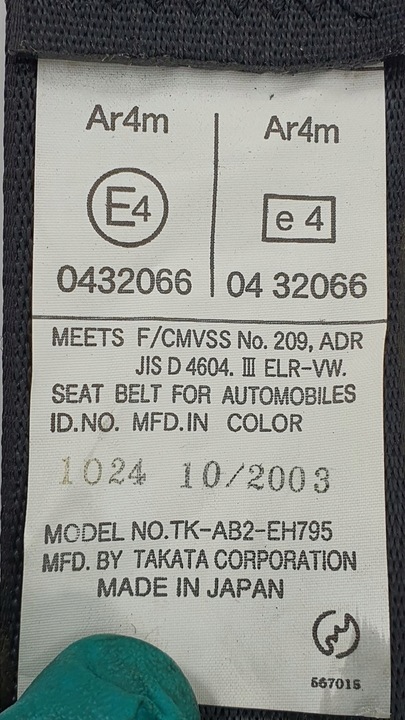 Ar4m
Ar4m
E4
e 4
0432066
04 32066
MEETS F/CMVSS No. 209, ADR
JIS D 4604. Ⅲ ELR-VW.
SEAT BELT FOR AUTOMOBILES
ID.NO. MFD.IN COLOR
1024 10/2003
MODEL NO.TK-AB2-EH795
MFD. BY TAKATA CORPORATION
MADE IN JAPAN
567015